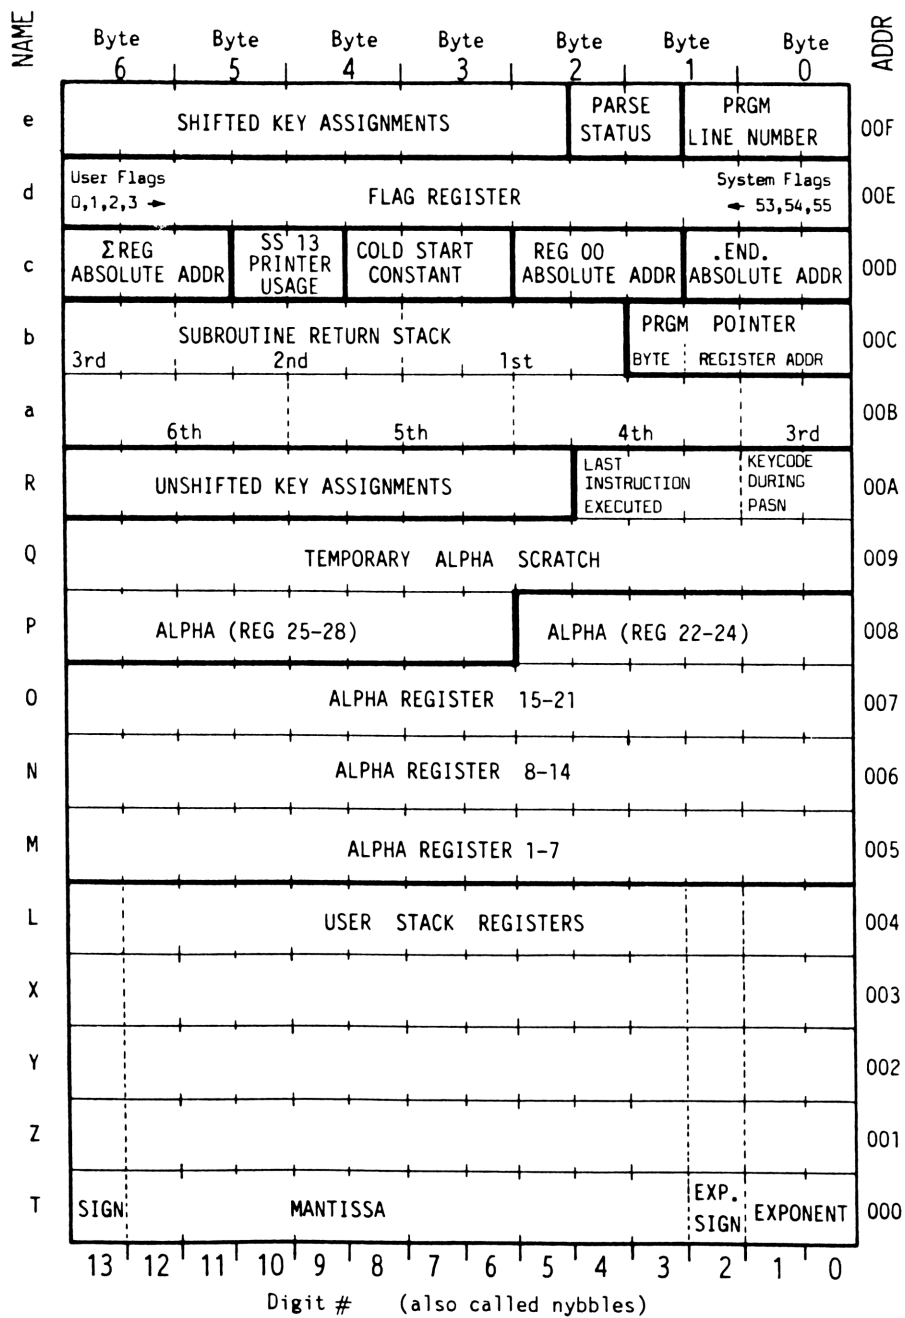 NAME
ADDR
Byte Byte Byte Byte Byte Byte Byte
6 5 4 3 2 1 0
e SHIFTED KEY ASSIGNMENTS PARSE STATUS PRGM LINE NUMBER 00F
d User Flags 0,1,2,3 → FLAG REGISTER System Flags ← 53,54,55 00E
c ΣREG ABSOLUTE ADDR SS 13 PRINTER USAGE COLD START CONSTANT REG 00 ABSOLUTE ADDR .END. ABSOLUTE ADDR 00D
b SUBROUTINE RETURN STACK PRGM POINTER 00C
3rd 2nd 1st BYTE REGISTER ADDR
a 00B
6th 5th 4th 3rd
R UNSHIFTED KEY ASSIGNMENTS LAST INSTRUCTION EXECUTED KEYCODE DURING PASN 00A
Q TEMPORARY ALPHA SCRATCH 009
P ALPHA (REG 25-28) ALPHA (REG 22-24) 008
O ALPHA REGISTER 15-21 007
N ALPHA REGISTER 8-14 006
M ALPHA REGISTER 1-7 005
L USER STACK REGISTERS 004
X 003
Y 002
Z 001
T SIGN MANTISSA EXP. SIGN EXPONENT 000
13 12 11 10 9 8 7 6 5 4 3 2 1 0
Digit # (also called nybbles)